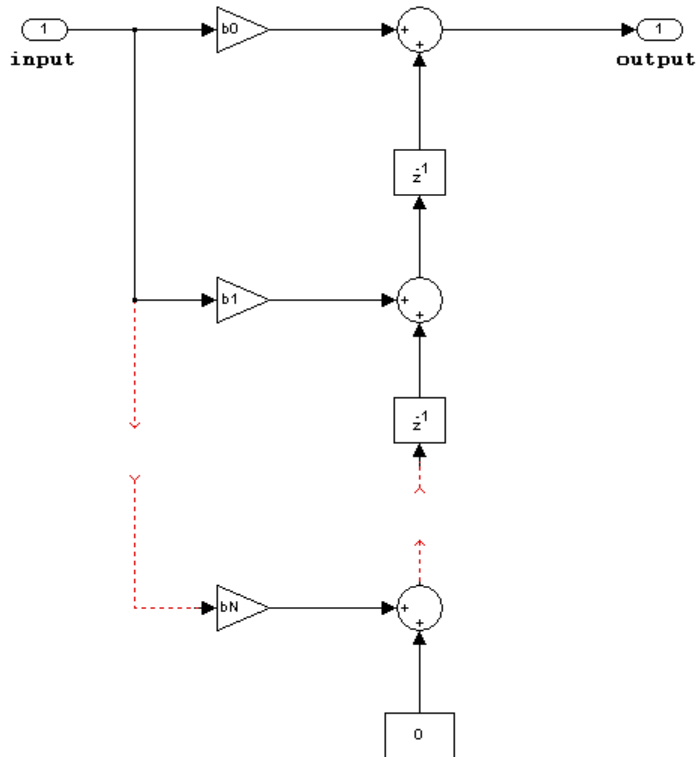 1 b0 + + 1
input output
z^-1
b1 + +
z^-1
bN + +
0